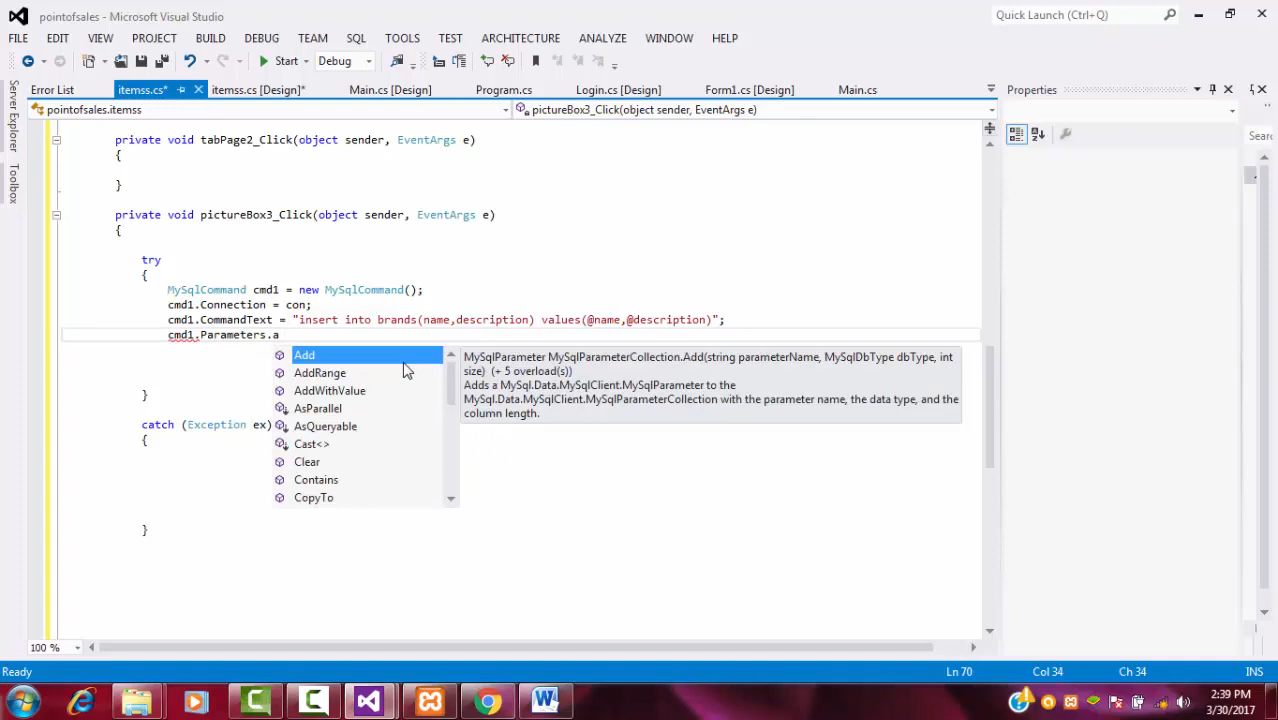 pointofsales - Microsoft Visual Studio
Quick Launch (Ctrl+Q)
FILE EDIT VIEW PROJECT BUILD DEBUG TEAM SQL TOOLS TEST ARCHITECTURE ANALYZE WINDOW HELP
Start Debug
Server Explorer
Toolbox
Error List itemss.cs* itemss.cs [Design]* Main.cs [Design] Program.cs Login.cs [Design] Form1.cs [Design] Main.cs
Properties
pointofsales.itemss pictureBox3_Click(object sender, EventArgs e)
Searc
private void tabPage2_Click(object sender, EventArgs e)
{
}
private void pictureBox3_Click(object sender, EventArgs e)
{
try
{
MySqlCommand cmd1 = new MySqlCommand();
cmd1.Connection = con;
cmd1.CommandText = "insert into brands(name,description) values(@name,@description)";
cmd1.Parameters.a
Add
AddRange
AddWithValue
AsParallel
AsQueryable
Cast<>
Clear
Contains
CopyTo
MySqlParameter MySqlParameterCollection.Add(string parameterName, MySqlDbType dbType, int
size) (+ 5 overload(s))
Adds a MySql.Data.MySqlClient.MySqlParameter to the
MySql.Data.MySqlClient.MySqlParameterCollection with the parameter name, the data type, and the
column length.
}
catch (Exception ex)
{
}
100 %
Ready Ln 70 Col 34 Ch 34 INS
2:39 PM
3/30/2017